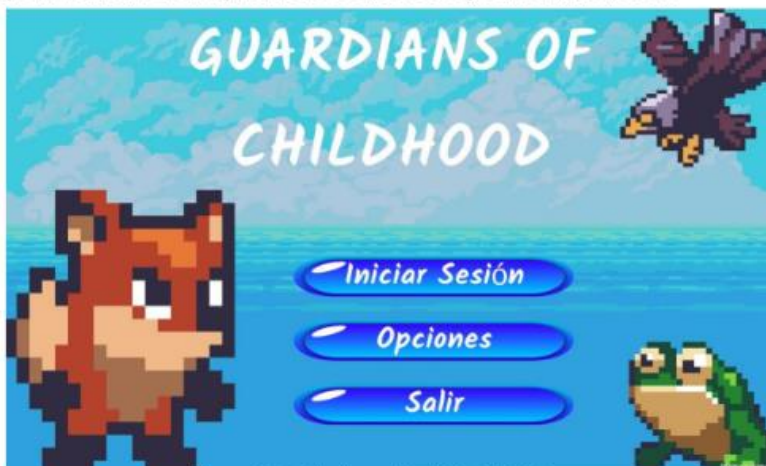 GUARDIANS OF
CHILDHOOD
Iniciar Sesión
Opciones
Salir